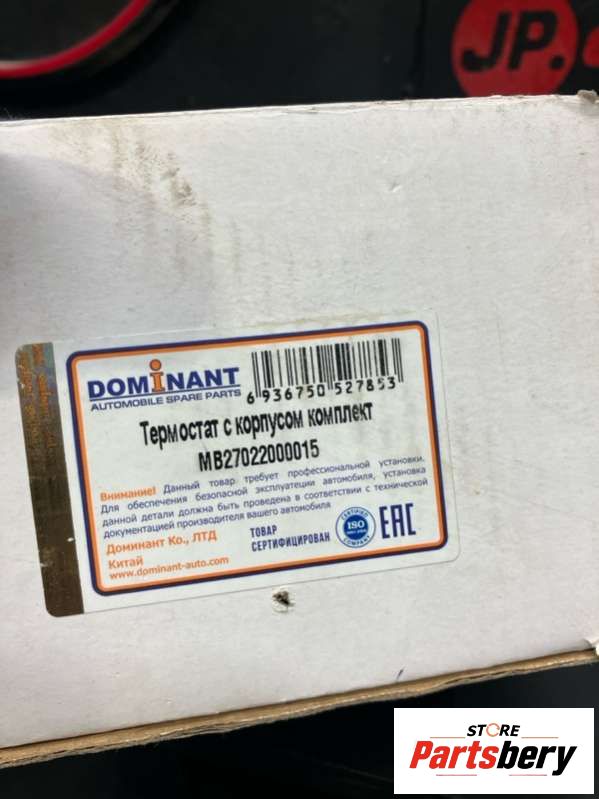 JP.
DOMINANT
AUTOMOBILE SPARE PARTS
6 936750 527853
Термостат с корпусом комплект
MB27022000015
Внимание! Данный товар требует профессиональной установки.
Для обеспечения безопасной эксплуатеции автомобиля, установка
данной детали должна быть проведена в соответствии с технической
документацией производителя вашего автомобиля
Доминант Ко., ЛТД
Китай
www.dominant-auto.com
ТОВАР
СЕРТИФИЦИРОВАН
CERTIFIED
ISO
COMPANY
EAC
STORE
Partsbery